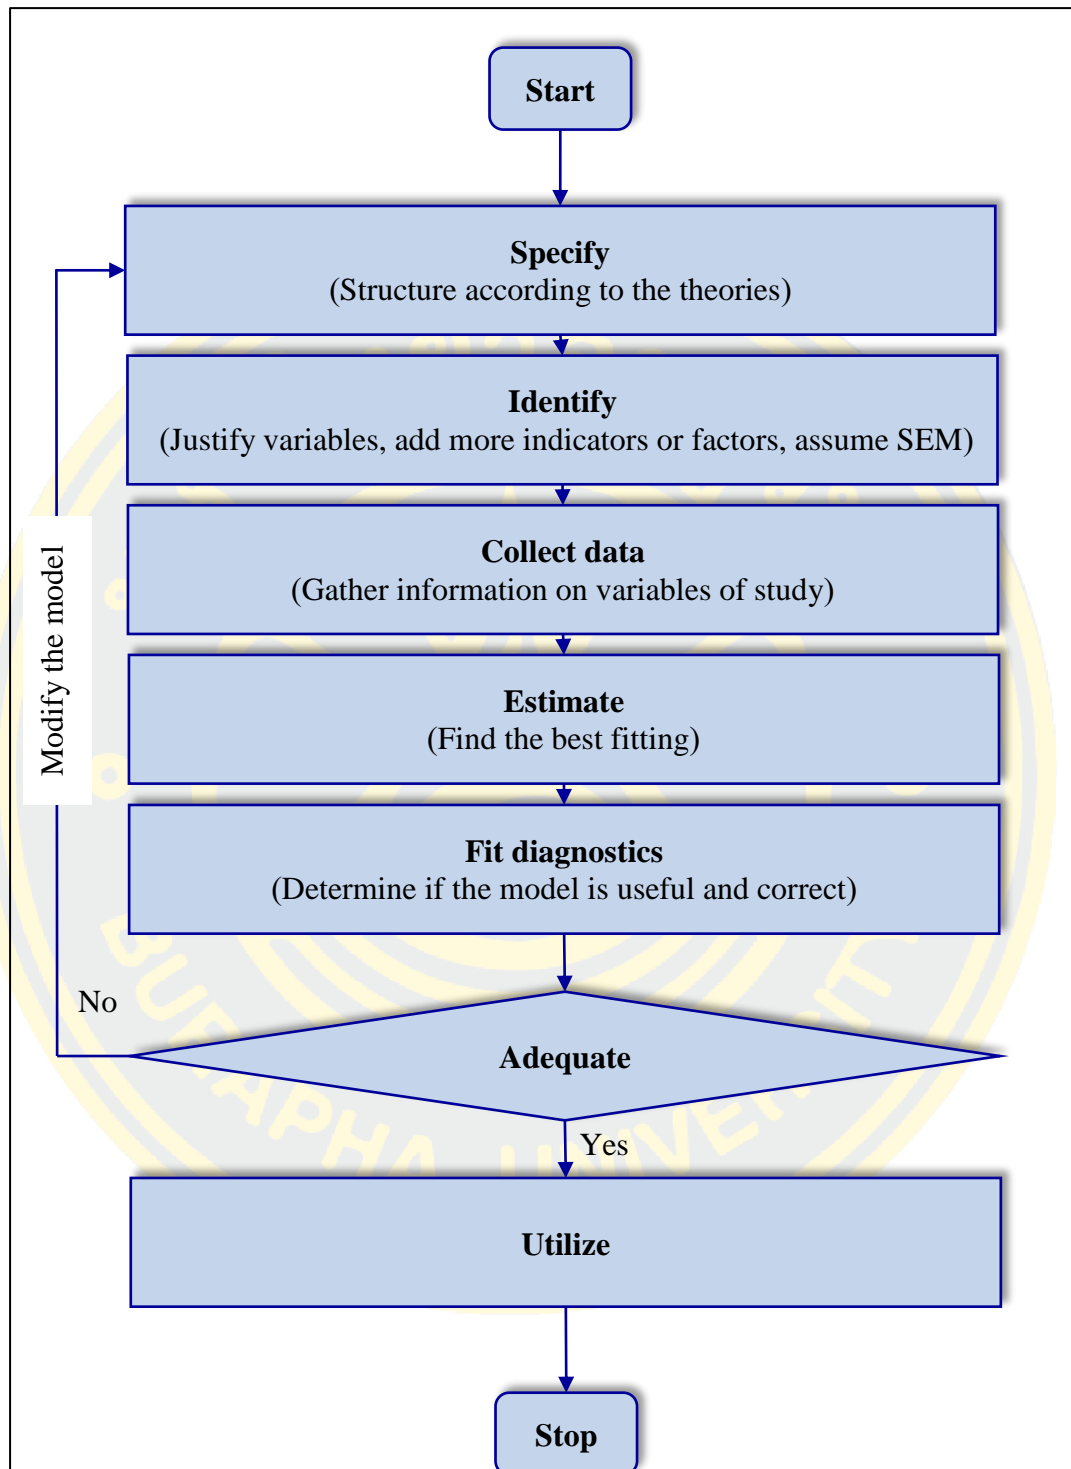 Start
Specify
(Structure according to the theories)
Identify
(Justify variables, add more indicators or factors, assume SEM)
Collect data
(Gather information on variables of study)
Modify the model
Estimate
(Find the best fitting)
Fit diagnostics
(Determine if the model is useful and correct)
No
Adequate
Yes
Utilize
Stop
BURAPHA UNIVERSIT